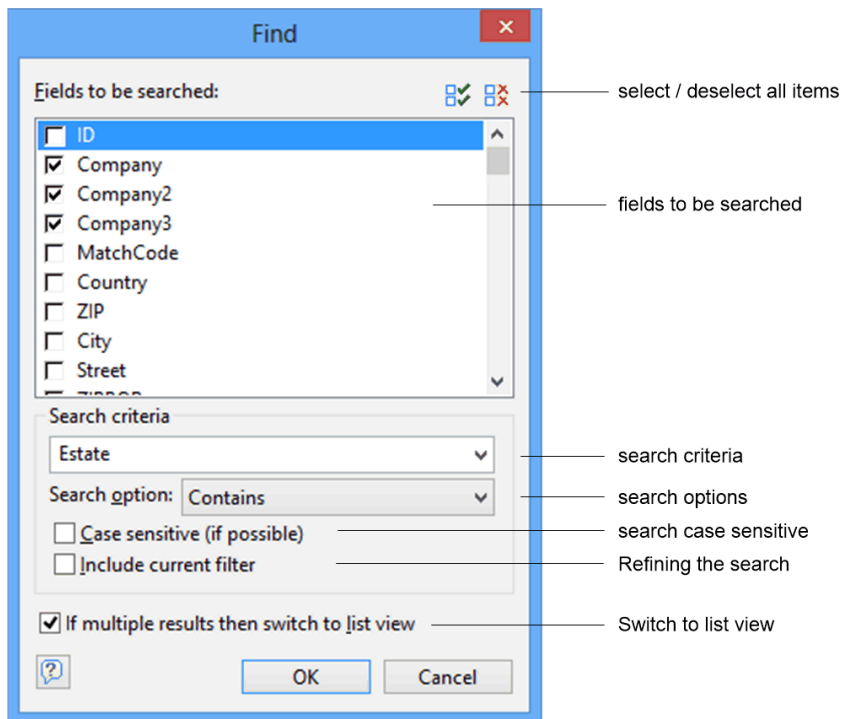 Find
Fields to be searched:
select / deselect all items
ID
Company
Company2
Company3
fields to be searched
MatchCode
Country
ZIP
City
Street
Search criteria
Estate
search criteria
Search option: Contains
search options
Case sensitive (if possible)
search case sensitive
Include current filter
Refining the search
If multiple results then switch to list view
Switch to list view
OK Cancel